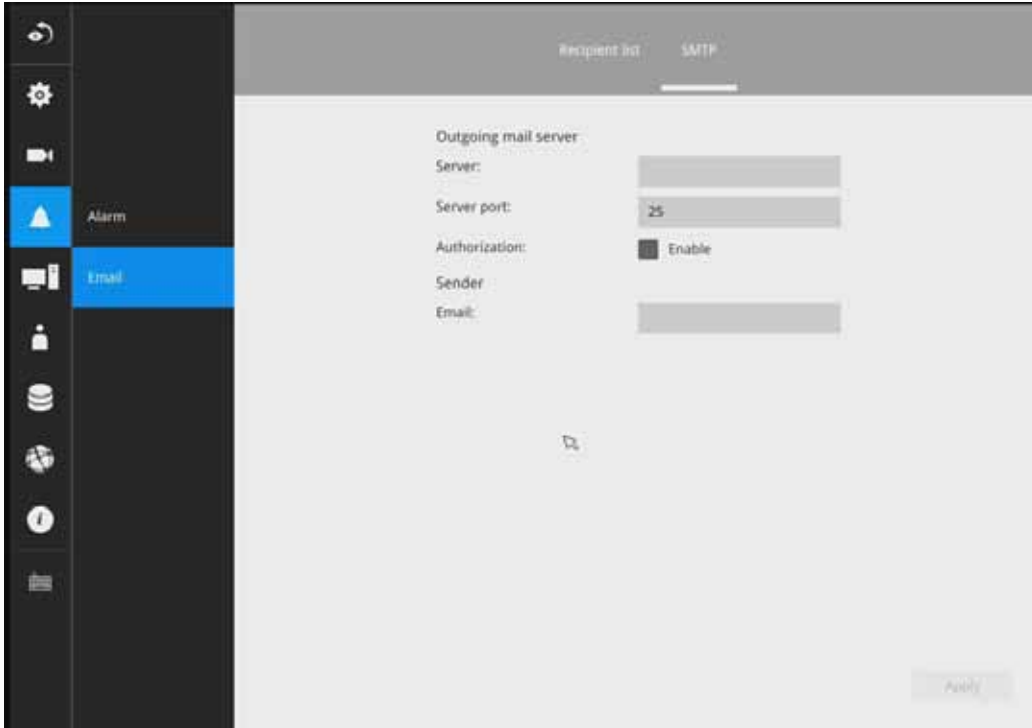 Recipient list SMTP
Outgoing mail server
Server:
Server port: 25
Authorization: Enable
Alarm
Email
Sender
Email:
Apply